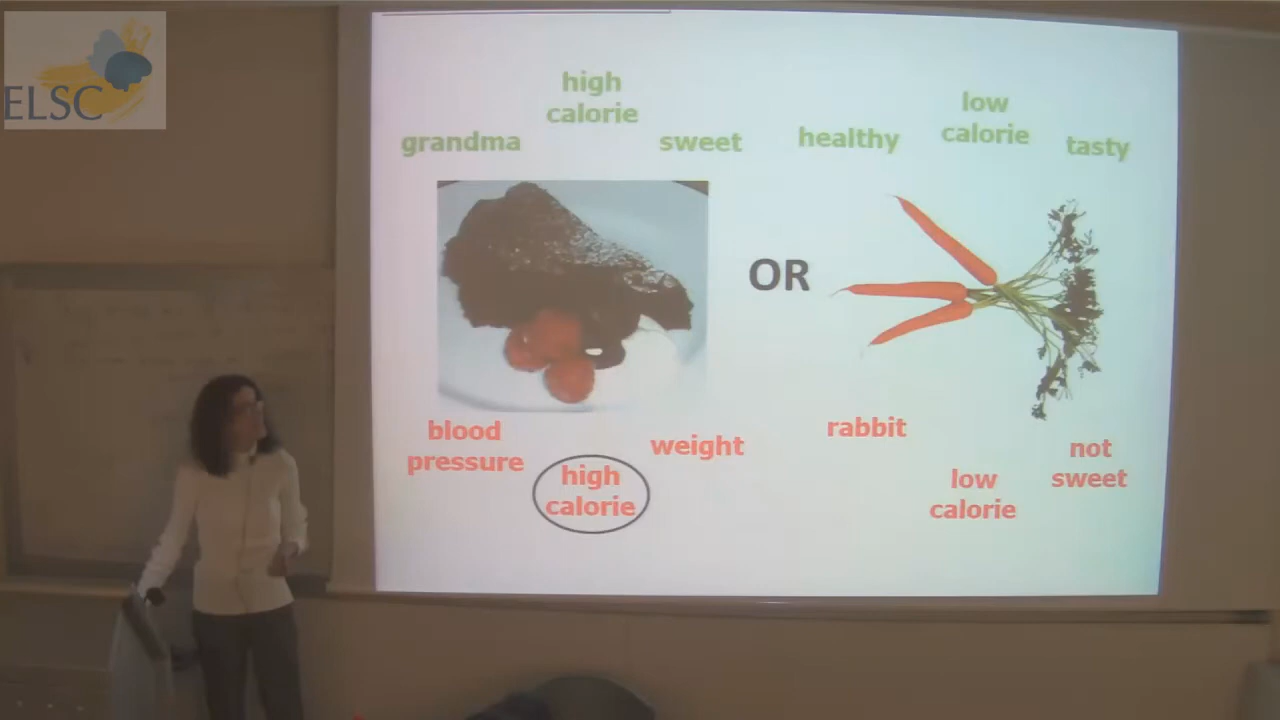 ELSC
high
calorie
grandma
sweet
healthy
low
calorie
tasty
OR
blood
pressure
weight
high
calorie
rabbit
not
sweet
low
calorie